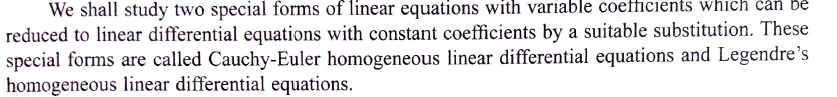 We shall study two special forms of linear equations with variable coefficients which can be
reduced to linear differential equations with constant coefficients by a suitable substitution. These
special forms are called Cauchy-Euler homogeneous linear differential equations and Legendre's
homogeneous linear differential equations.